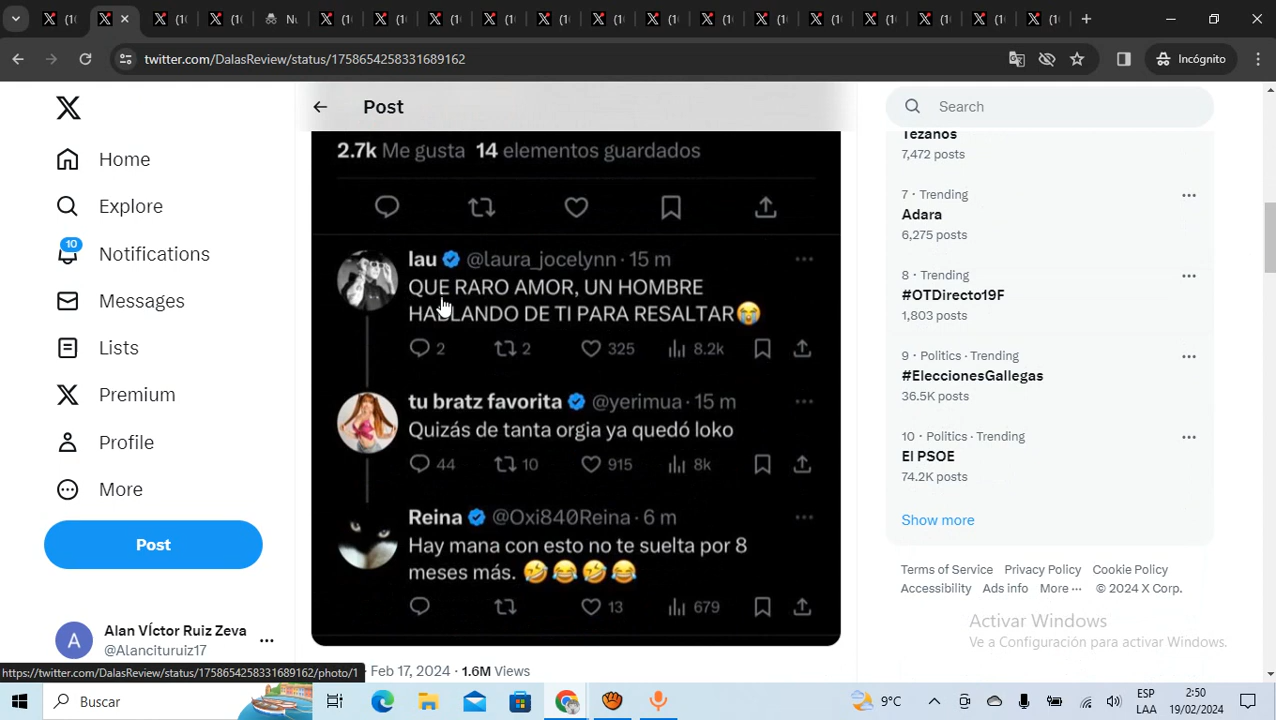 twitter.com/DalasReview/status/1758654258331689162
Incógnito
Home
Explore
10
Notifications
Messages
Lists
Premium
Profile
More
Post
Alan VÍctor Ruiz Zeva
@Alancituruiz17
Post
2.7k Me gusta 14 elementos guardados
lau @laura_jocelynn · 15 m
QUE RARO AMOR, UN HOMBRE
HABLANDO DE TI PARA RESALTAR😭
2 2 325 8.2k
tu bratz favorita @yerimua · 15 m
Quizás de tanta orgia ya quedó loko
44 10 915 8k
Reina @Oxi840Reina · 6 m
Hay mana con esto no te suelta por 8
meses más. 🤣😂🤣😂
13 679
Feb 17, 2024 · 1.6M Views
Search
Tezanos
7,472 posts
7 · Trending
Adara
6,275 posts
8 · Trending
#OTDirecto19F
1,803 posts
9 · Politics · Trending
#EleccionesGallegas
36.5K posts
10 · Politics · Trending
El PSOE
74.2K posts
Show more
Terms of Service Privacy Policy Cookie Policy
Accessibility Ads info More ··· © 2024 X Corp.
Activar Windows
Ve a Configuración para activar Windows.
https://twitter.com/DalasReview/status/1758654258331689162/photo/1
Buscar
9°C
ESP
LAA
2:50
19/02/2024